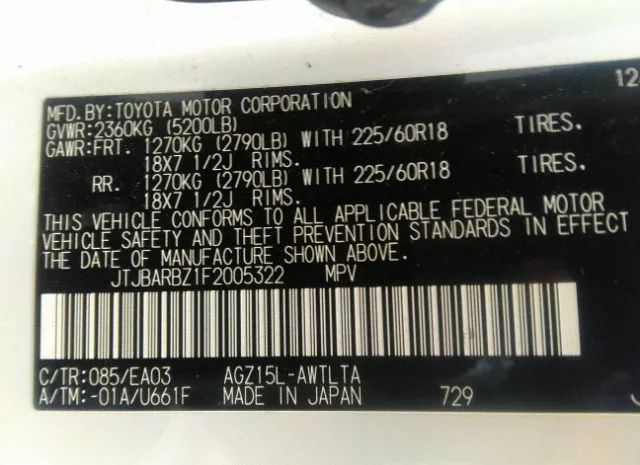 12
MFD.BY:TOYOTA MOTOR CORPORATION
GVWR:2360KG (5200LB)
GAWR:FRT. 1270KG (2790LB) WITH 225/60R18 TIRES.
18X7 1/2J RIMS.
RR. 1270KG (2790LB) WITH 225/60R18 TIRES.
18X7 1/2J RIMS.
THIS VEHICLE CONFORMS TO ALL APPLICABLE FEDERAL MOTOR
VEHICLE SAFETY AND THEFT PREVENTION STANDARDS IN EFFECT
THE DATE OF MANUFACTURE SHOWN ABOVE.
JTJBARBZ1F2005322 MPV
C/TR:085/EA03 AGZ15L-AWTLTA
A/TM:-01A/U661F MADE IN JAPAN 729